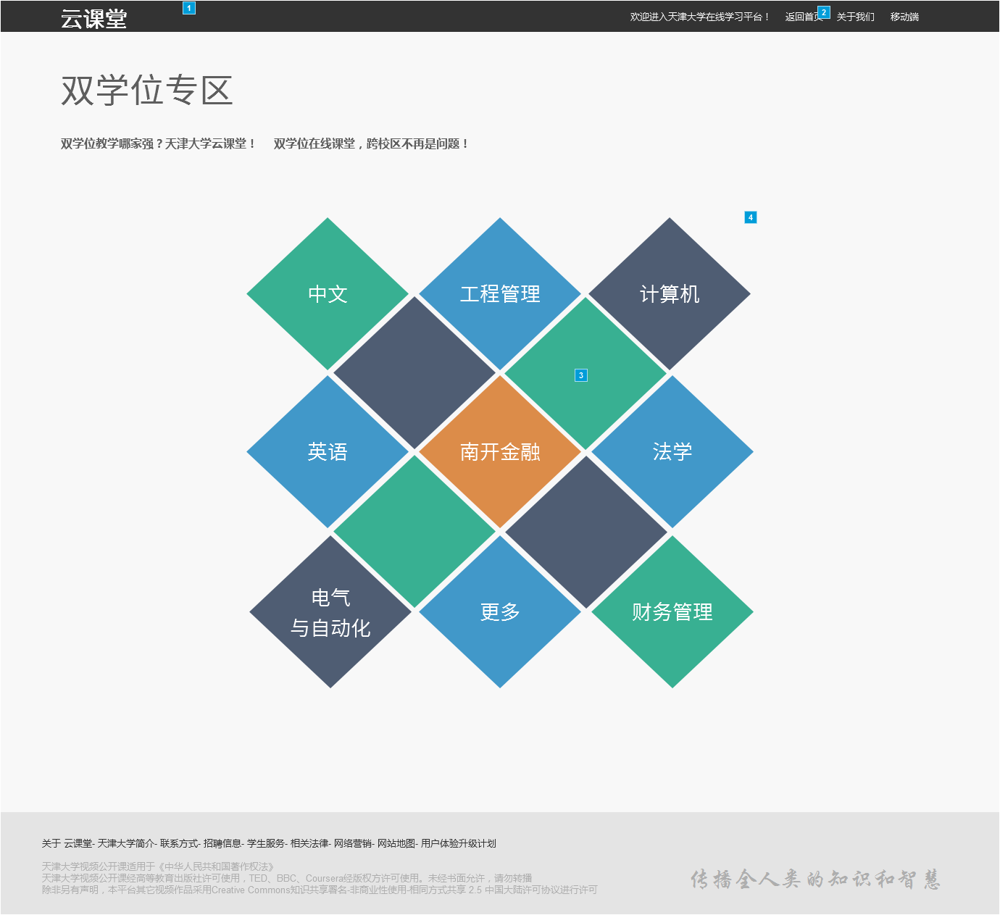 云课堂
1
欢迎进入天津大学在线学习平台！ 返回首页 关于我们 移动端
2
双学位专区
双学位教学哪家强？天津大学云课堂！ 双学位在线课堂，跨校区不再是问题！
4
中文 工程管理 计算机
3
英语 南开金融 法学
电气
与自动化
更多
财务管理
关于 云课堂- 天津大学简介- 联系方式- 招聘信息- 学生服务- 相关法律- 网络营销- 网站地图- 用户体验升级计划
天津大学视频公开课适用于《中华人民共和国著作权法》
天津大学视频公开课经高等教育出版社许可使用，TED、BBC、Coursera经版权方许可使用。未经书面允许，请勿转播
除非另有声明，本平台其它视频作品采用Creative Commons知识共享署名-非商业性使用-相同方式共享 2.5 中国大陆许可协议进行许可
传播全人类的知识和智慧